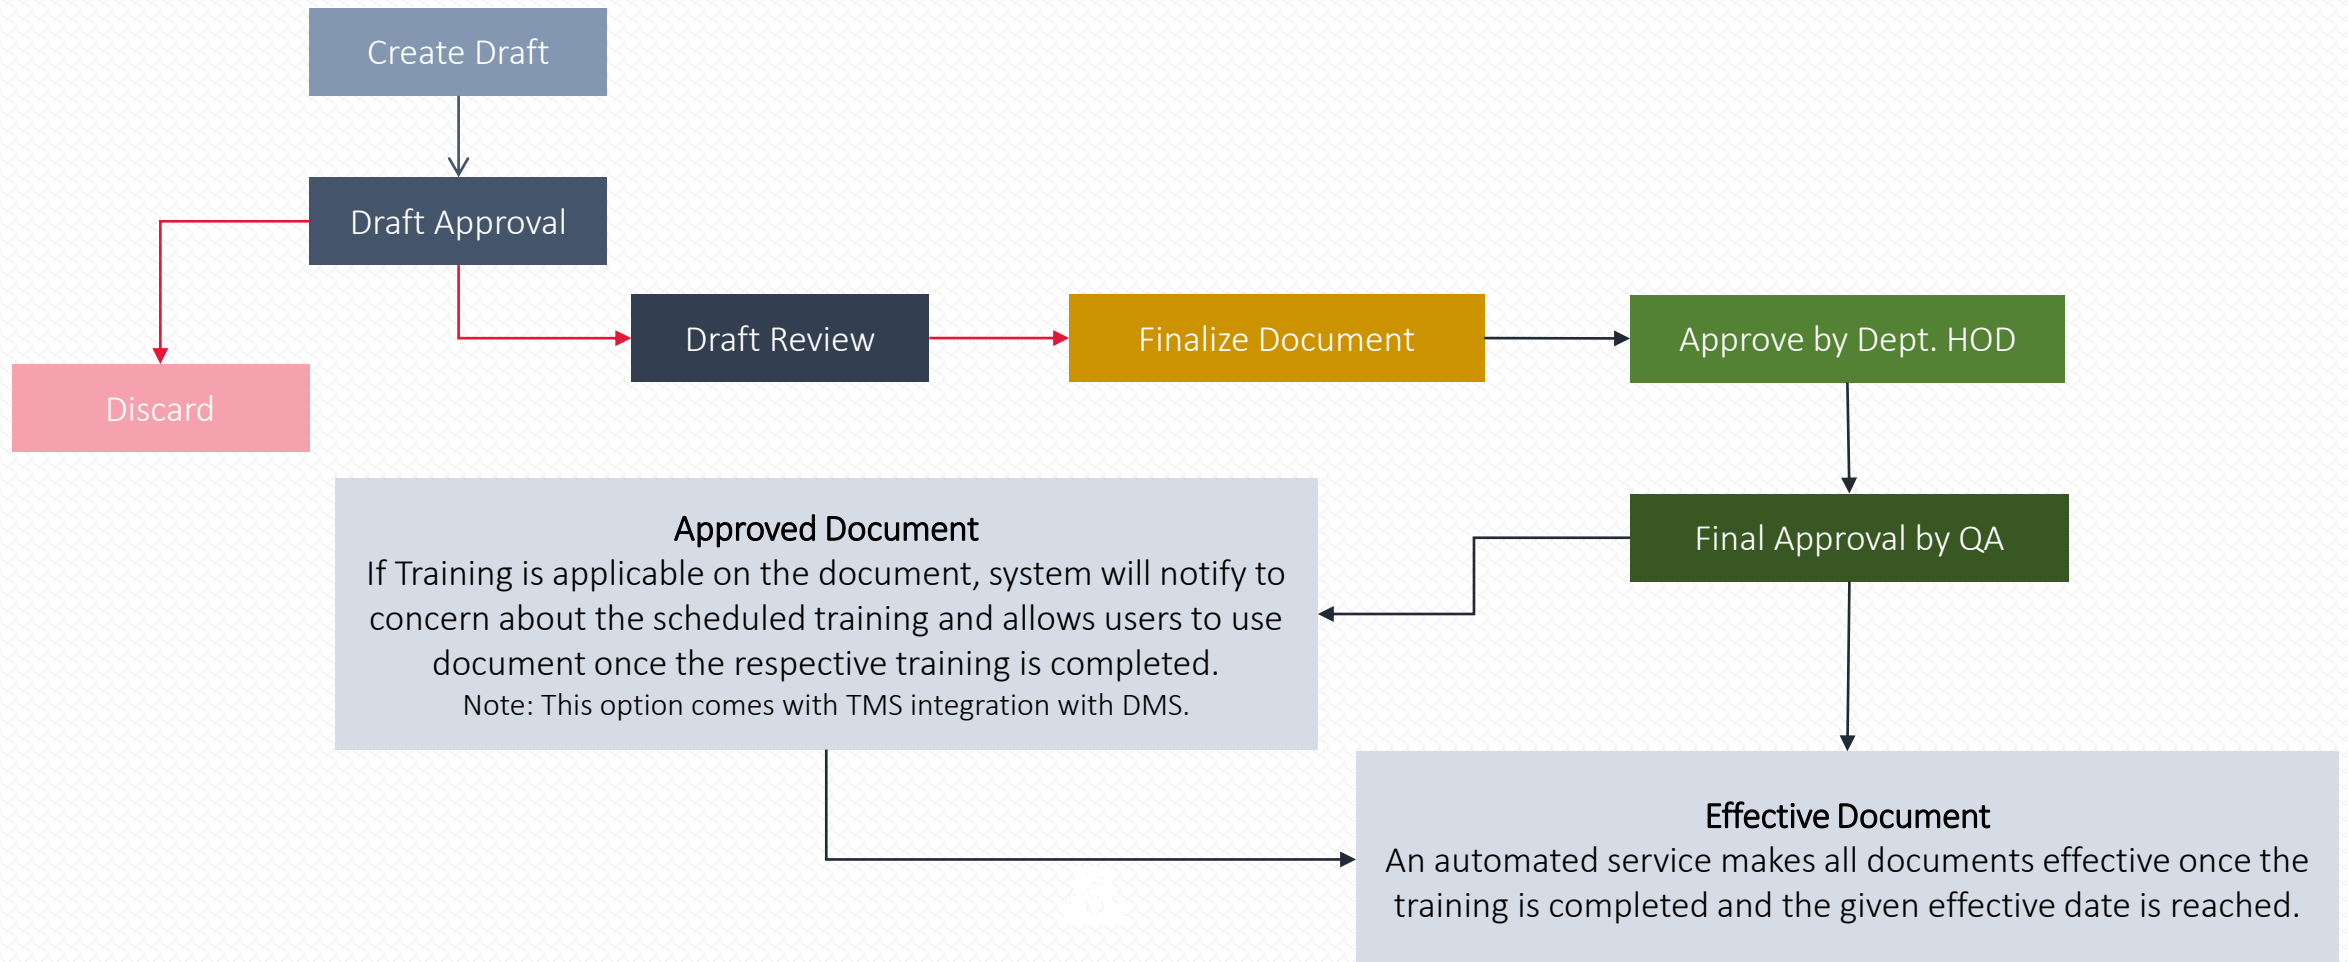 Create Draft
Draft Approval
Draft Review
Finalize Document
Approve by Dept. HOD
Discard
Final Approval by QA
Approved Document
If Training is applicable on the document, system will notify to
concern about the scheduled training and allows users to use
document once the respective training is completed.
Note: This option comes with TMS integration with DMS.
Effective Document
An automated service makes all documents effective once the
training is completed and the given effective date is reached.